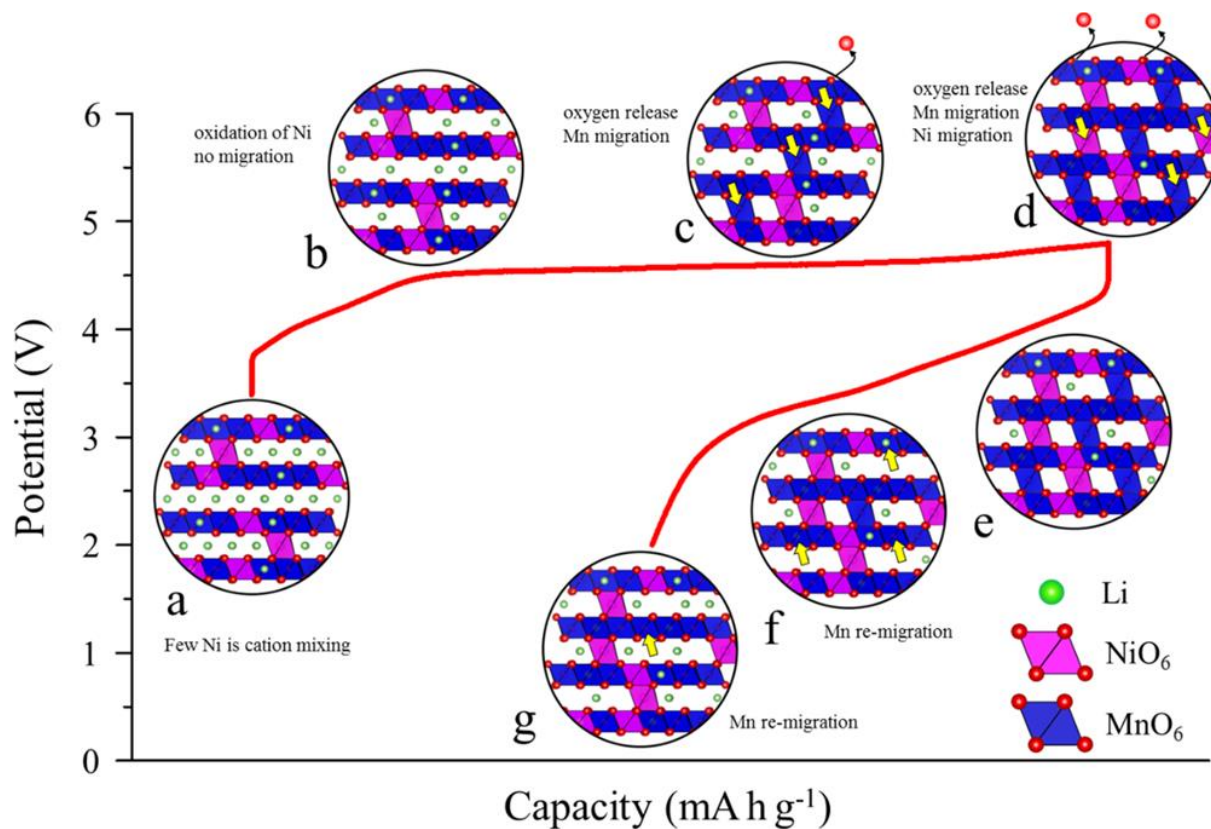 oxidation of Ni
no migration
oxygen release
Mn migration
oxygen release
Mn migration
Ni migration
b
c
d
6
5
4
3
2
1
0
Potential (V)
a
Few Ni is cation mixing
e
f
Mn re-migration
g
Mn re-migration
Li
NiO₆
MnO₆
Capacity (mA h g⁻¹)